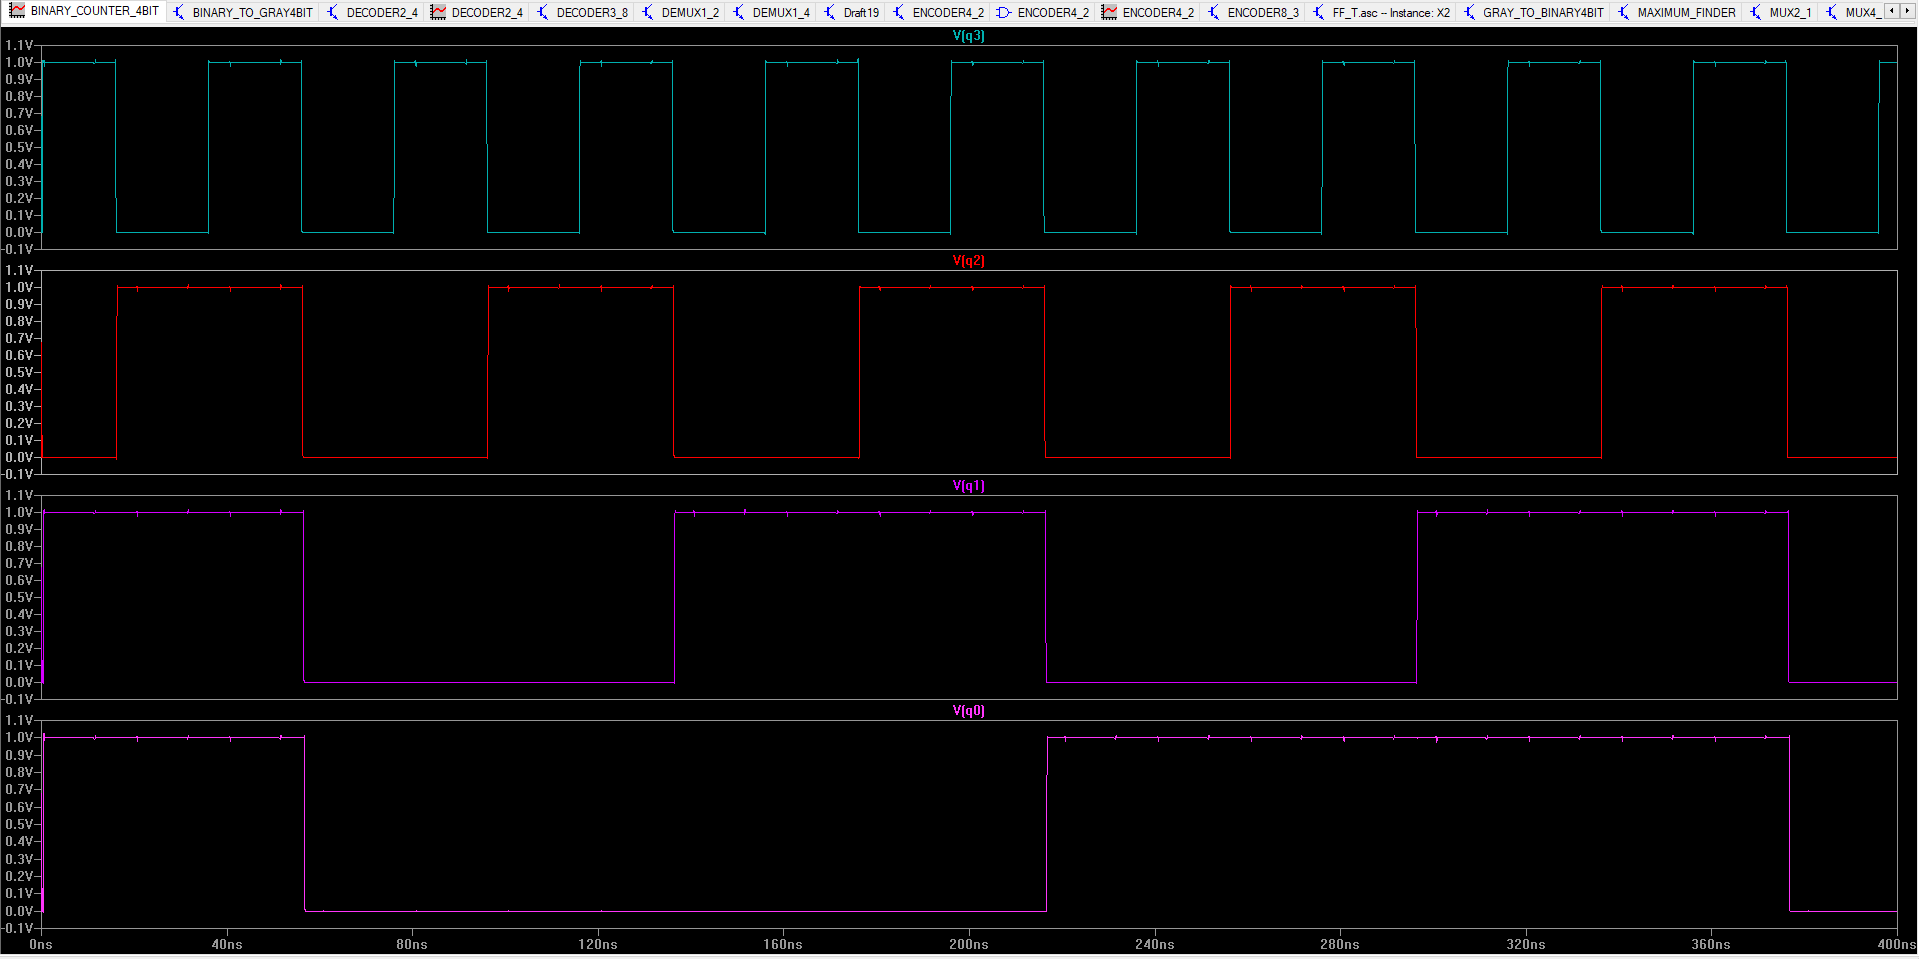 BINARY_COUNTER_4BIT BINARY_TO_GRAY4BIT DECODER2_4 DECODER2_4 DECODER3_8 DEMUX1_2 DEMUX1_4 Draft19 ENCODER4_2 ENCODER4_2 ENCODER4_2 ENCODER8_3 FF_T.asc -- Instance: X2 GRAY_TO_BINARY4BIT MAXIMUM_FINDER MUX2_1 MUX4_
V(q3)
1.1V
1.0V
0.9V
0.8V
0.7V
0.6V
0.5V
0.4V
0.3V
0.2V
0.1V
0.0V
-0.1V
V(q2)
1.1V
1.0V
0.9V
0.8V
0.7V
0.6V
0.5V
0.4V
0.3V
0.2V
0.1V
0.0V
-0.1V
V(q1)
1.1V
1.0V
0.9V
0.8V
0.7V
0.6V
0.5V
0.4V
0.3V
0.2V
0.1V
0.0V
-0.1V
V(q0)
1.1V
1.0V
0.9V
0.8V
0.7V
0.6V
0.5V
0.4V
0.3V
0.2V
0.1V
0.0V
-0.1V
0ns 40ns 80ns 120ns 160ns 200ns 240ns 280ns 320ns 360ns 400ns